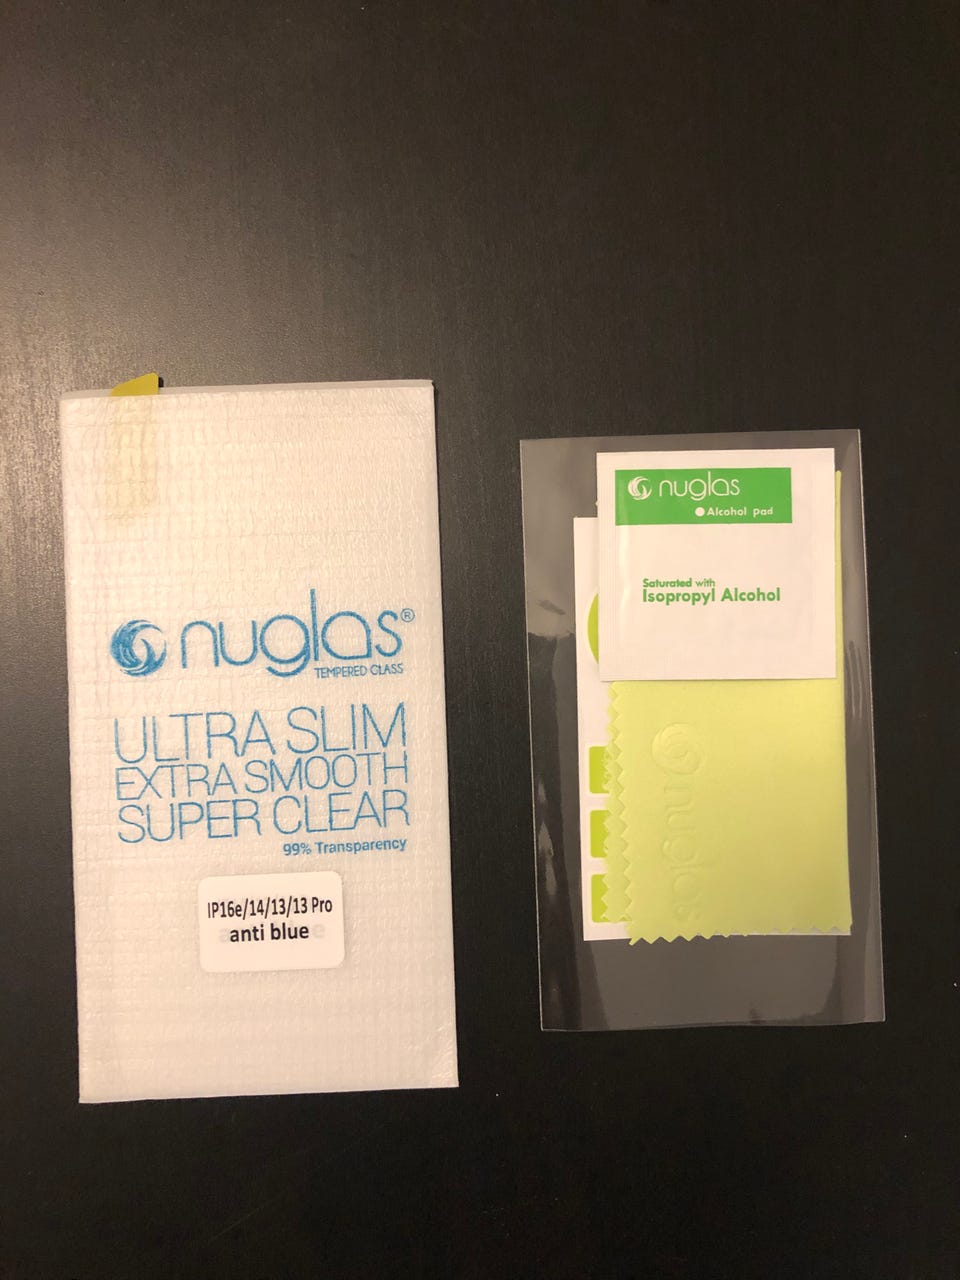 nuglas®
TEMPERED GLASS
ULTRA SLIM
EXTRA SMOOTH
SUPER CLEAR
99% Transparency
IP16e/14/13/13 Pro
anti blue
nuglas
Alcohol pad
Saturated with
Isopropyl Alcohol
nuglas